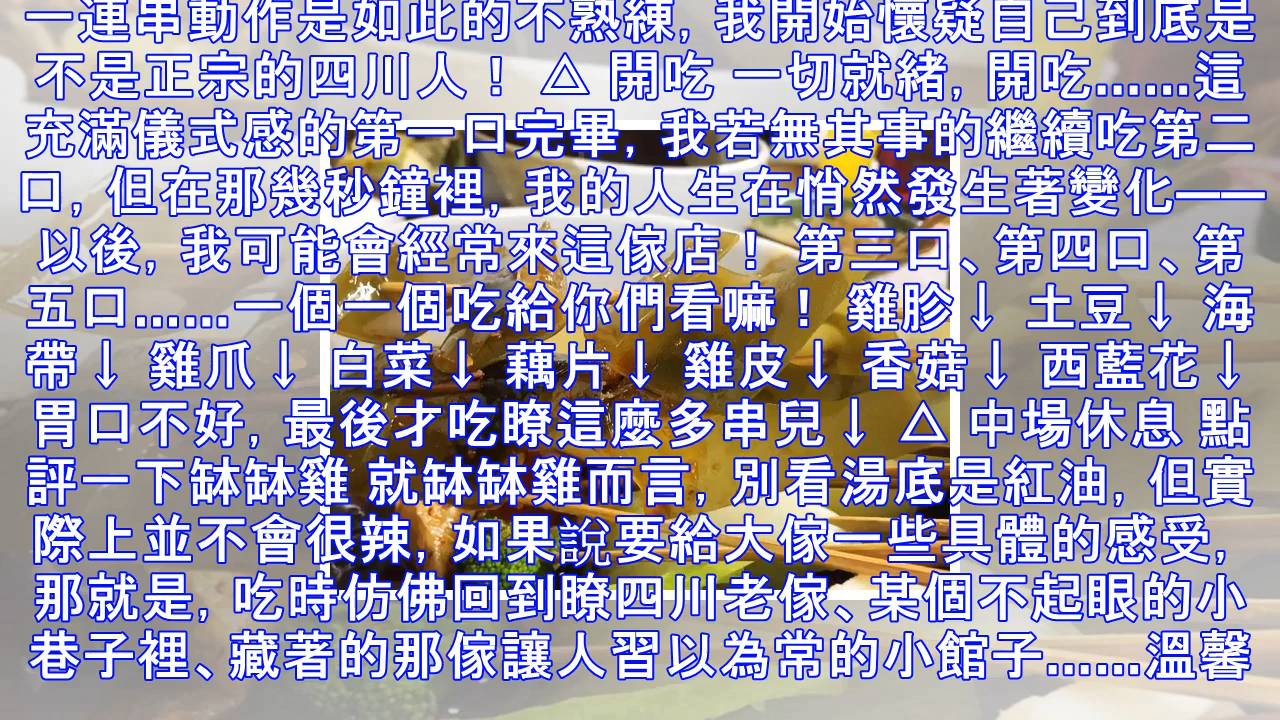 一連串動作是如此的不熟練, 我開始懷疑自己到底是
不是正宗的四川人！ △ 開吃 一切就緒, 開吃......這
充滿儀式感的第一口完畢, 我若無其事的繼續吃第二
口, 但在那幾秒鐘裡, 我的人生在悄然發生著變化——
以後, 我可能會經常來這傢店！ 第三口、第四口、第
五口......一個一個吃給你們看嘛！ 雞胗↓ 土豆↓ 海
帶↓ 雞爪↓ 白菜↓ 藕片↓ 雞皮↓ 香菇↓ 西藍花↓
胃口不好, 最後才吃瞭這麼多串兒↓ △ 中場休息 點
評一下缽缽雞 就缽缽雞而言, 別看湯底是紅油, 但實
際上並不會很辣, 如果説要給大傢一些具體的感受,
那就是, 吃時仿佛回到瞭四川老傢、某個不起眼的小
巷子裡、藏著的那傢讓人習以為常的小館子......溫馨